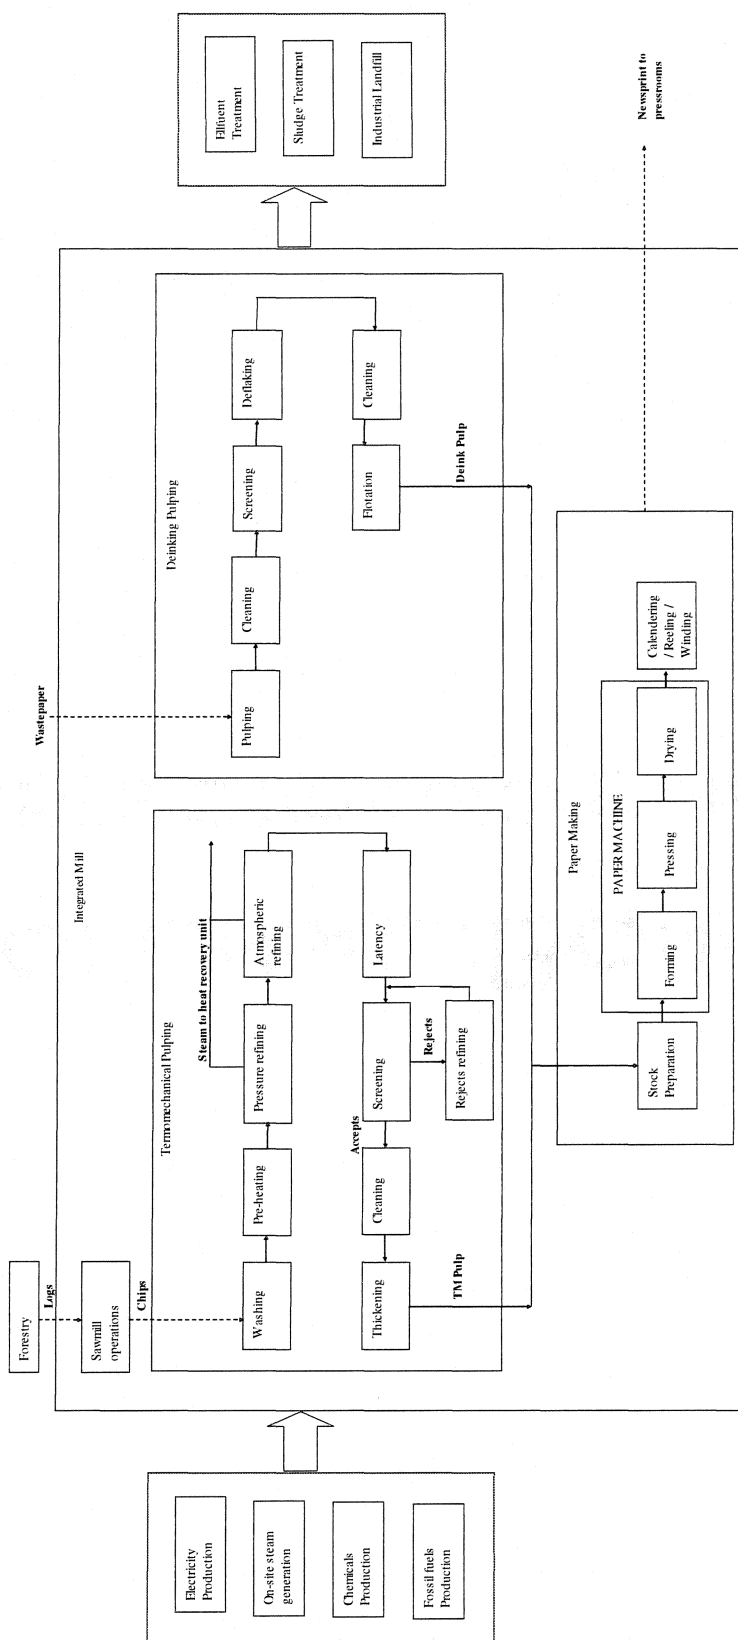 Forestry
Logs
Sawmill
operations
Chips
Integrated Mill
Wastepaper
Electricity
Production
On-site steam
generation
Chemicals
Production
Fossil fuels
Production
Termomechanical Pulping
Steam to heat recovery unit
Washing
Pre-heating
Pressure refining
Atmospheric
refining
Thickening
Cleaning
Accepts
Screening
Latency
Rejects
Rejects refining
TM Pulp
Deinking Pulping
Pulping
Cleaning
Screening
Deflaking
Flotation
Cleaning
Deink Pulp
Paper Making
PAPER MACHINE
Stock
Preparation
Forming
Pressing
Drying
Calendering
/ Reeling /
Winding
Effluent
Treatment
Sludge Treatment
Industrial Landfill
Newsprint to
pressrooms